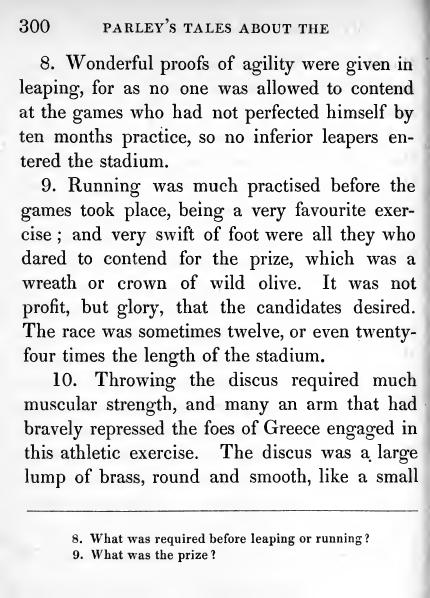 300 PARLEY'S TALES ABOUT THE
8. Wonderful proofs of agility were given in
leaping, for as no one was allowed to contend
at the games who had not perfected himself by
ten months practice, so no inferior leapers en-
tered the stadium.
9. Running was much practised before the
games took place, being a very favourite exer-
cise ; and very swift of foot were all they who
dared to contend for the prize, which was a
wreath or crown of wild olive. It was not
profit, but glory, that the candidates desired.
The race was sometimes twelve, or even twenty-
four times the length of the stadium.
10. Throwing the discus required much
muscular strength, and many an arm that had
bravely repressed the foes of Greece engaged in
this athletic exercise. The discus was a large
lump of brass, round and smooth, like a small
8. What was required before leaping or running ?
9. What was the prize ?